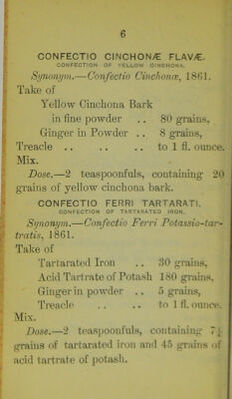 6
CONFECTIO CINCHONÆ FLAVÆ.
CONFECTION OF YELLOW CINCHONA.
Synonym.—Confectio Cinchonæ, 1861.
Take of
Yellow Cinchona Bark
in fine powder .. 80 grains,
Ginger in Powder .. 8 grains,
Treacle .. .. .. to 1 fl. ounce.
Mix.
Dose.—2 teaspoonfuls, containing 20
grains of yellow cinchona bark.
CONFECTIO FERRI TARTARATI.
CONFECTION OF TARTARATED IRON.
Synonym.—Confectio Ferri Potassio-tar-
tratis, 1861.
Take of
Tartarated Iron .. 30 grains,
Acid Tartrate of Potash 180 grains,
Ginger in powder .. 5 grains,
Treacle .. .. to 1 fl. ounce.
Mix.
Dose.—2 teaspoonfuls, containing 7½
grains of tartarated iron and 45 grains of
acid tartrate of potash.